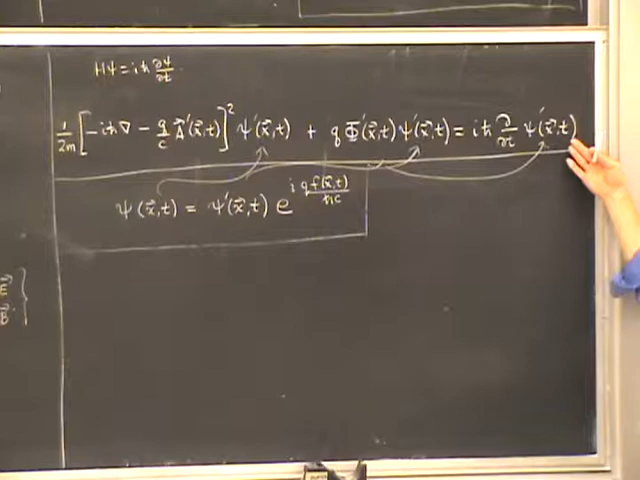 Hψ = iħ ∂ψ/∂t
1/2m [-iħ∇ - q/c A⃗'(x⃗,t)]² ψ'(x⃗,t) + q Φ'(x⃗,t) ψ'(x⃗,t) = iħ ∂/∂t ψ'(x⃗,t)
ψ(x⃗,t) = ψ'(x⃗,t) e^{i q f(x⃗,t)/ħc}
E⃗
B⃗